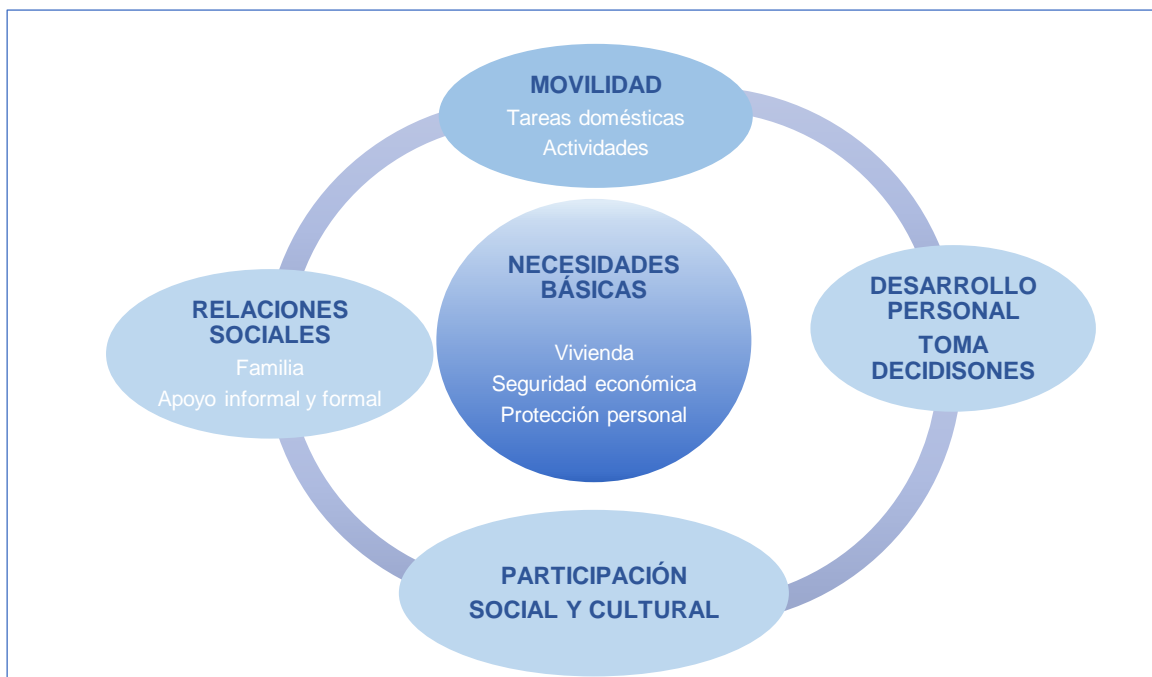 MOVILIDAD
Tareas domésticas
Actividades
NECESIDADES
BÁSICAS
Vivienda
Seguridad económica
Protección personal
RELACIONES
SOCIALES
Familia
Apoyo informal y formal
DESARROLLO
PERSONAL
TOMA
DECIDISONES
PARTICIPACIÓN
SOCIAL Y CULTURAL